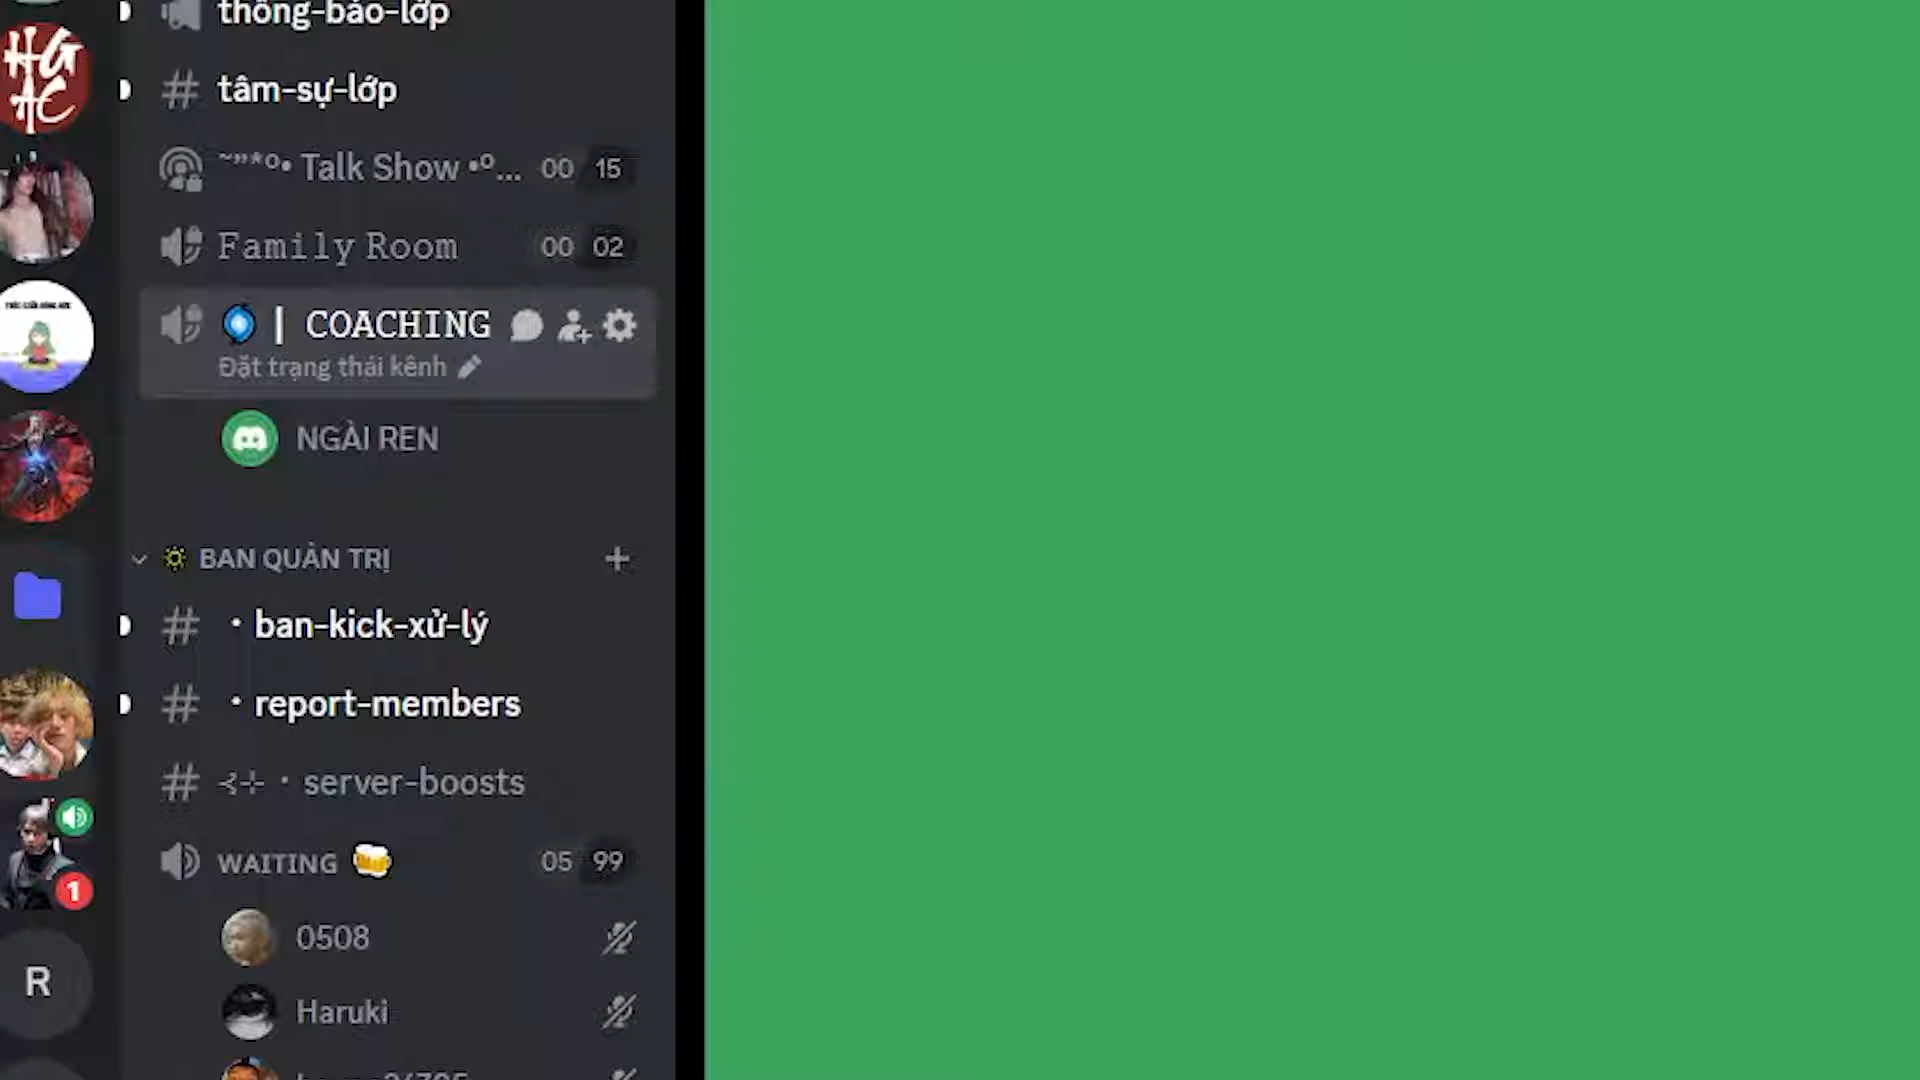 thông-báo-lớp
HG
AC
tâm-sự-lớp
~”*°• Talk Show •°... 00 15
Family Room 00 02
| COACHING
Đặt trạng thái kênh
NGÀI REN
BAN QUẢN TRỊ
• ban-kick-xử-lý
• report-members
• server-boosts
WAITING 05 99
1
0508
R
Haruki